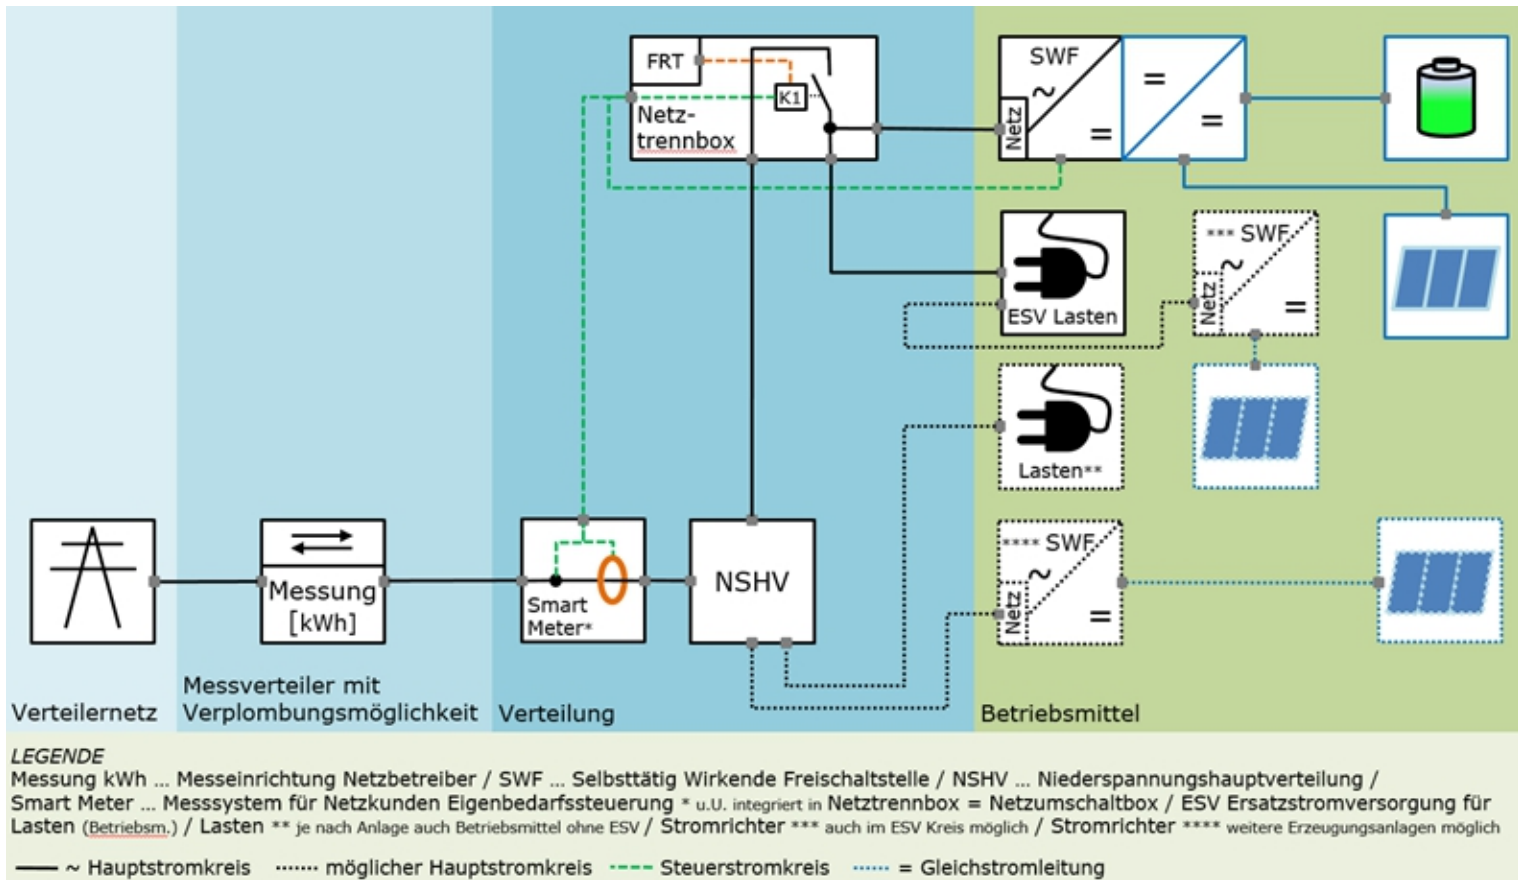 FRT
K1
Netz-
trennbox
SWF
~
=
Netz
=
=
ESV Lasten
*** SWF
~
Netz
=
Lasten**
Messung
[kWh]
Smart
Meter*
NSHV
**** SWF
~
Netz
=
Verteilernetz
Messverteiler mit
Verplombungsmöglichkeit
Verteilung
Betriebsmittel
LEGENDE
Messung kWh ... Messeinrichtung Netzbetreiber / SWF ... Selbsttätig Wirkende Freischaltstelle / NSHV ... Niederspannungshauptverteilung /
Smart Meter ... Messsystem für Netzkunden Eigenbedarfssteuerung * u.U. integriert in Netztrennbox = Netzumschaltbox / ESV Ersatzstromversorgung für
Lasten (Betriebsm.) / Lasten ** je nach Anlage auch Betriebsmittel ohne ESV / Stromrichter *** auch im ESV Kreis möglich / Stromrichter **** weitere Erzeugungsanlagen möglich
~ Hauptstromkreis
möglicher Hauptstromkreis
Steuerstromkreis
= Gleichstromleitung